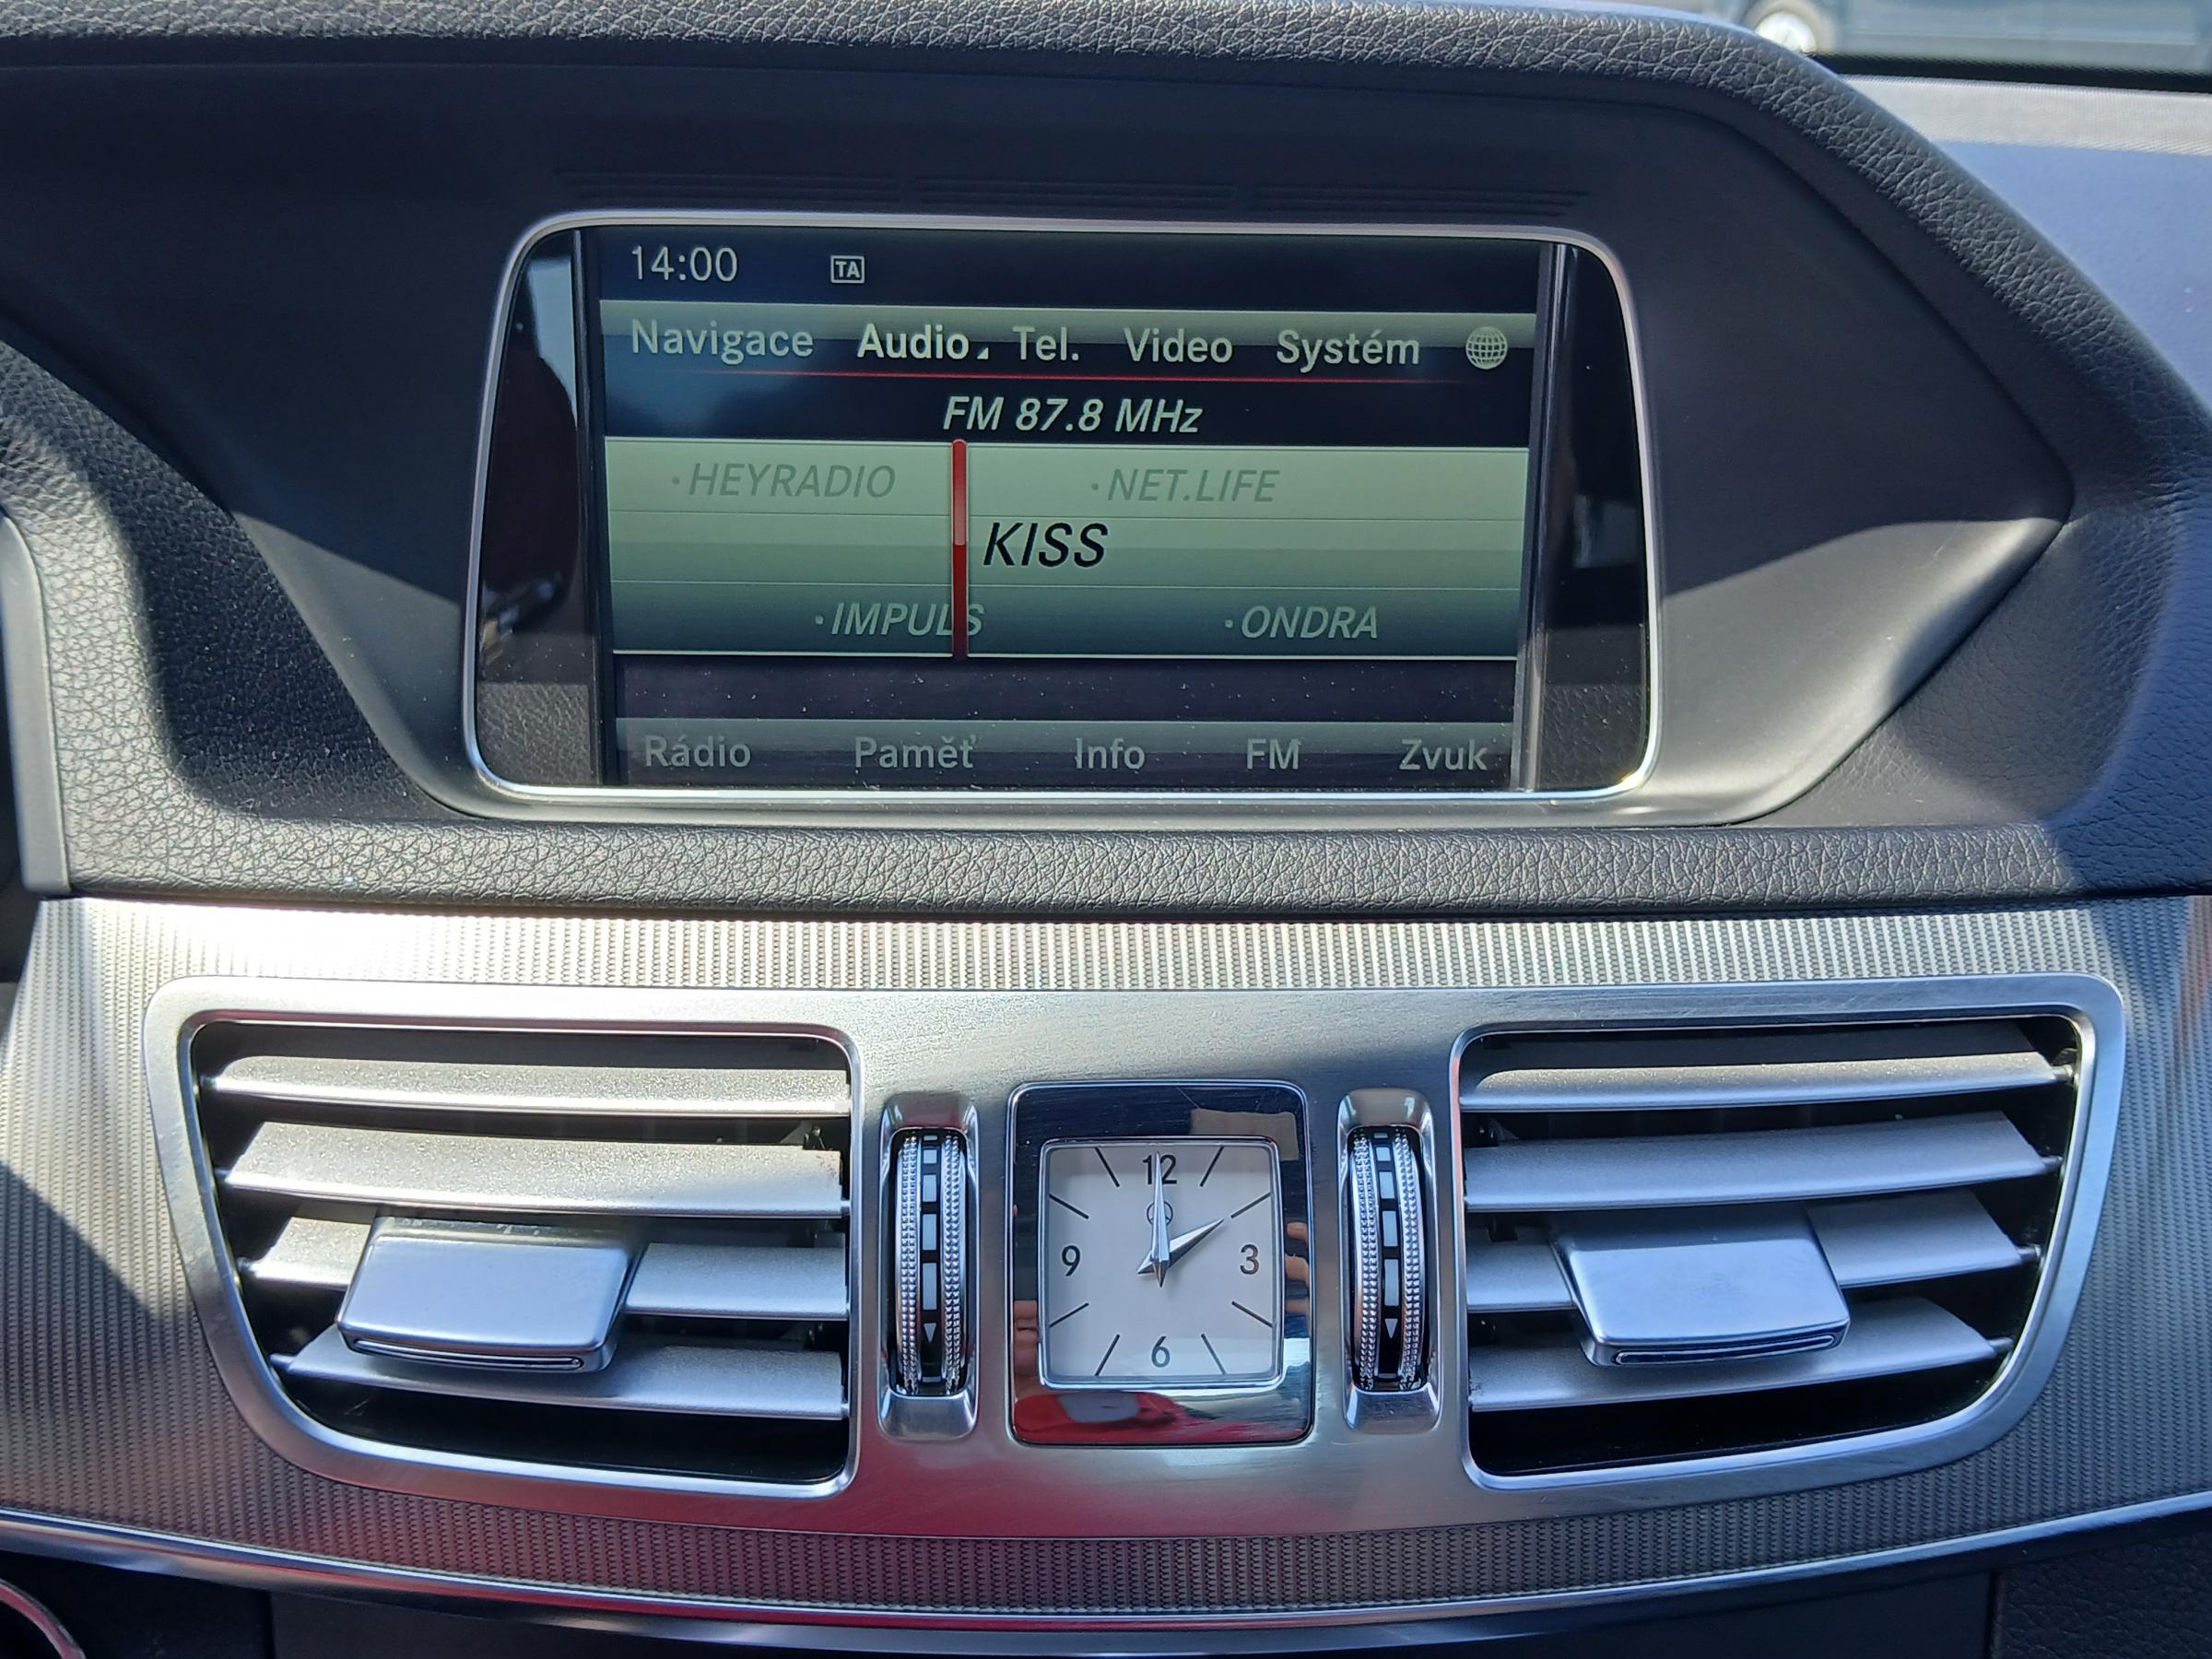 14:00 TA
Navigace Audio Tel. Video Systém
FM 87.8 MHz
·HEYRADIO ·NET.LIFE
KISS
·IMPULS ·ONDRA
Rádio Paměť Info FM Zvuk
12
9 3
6